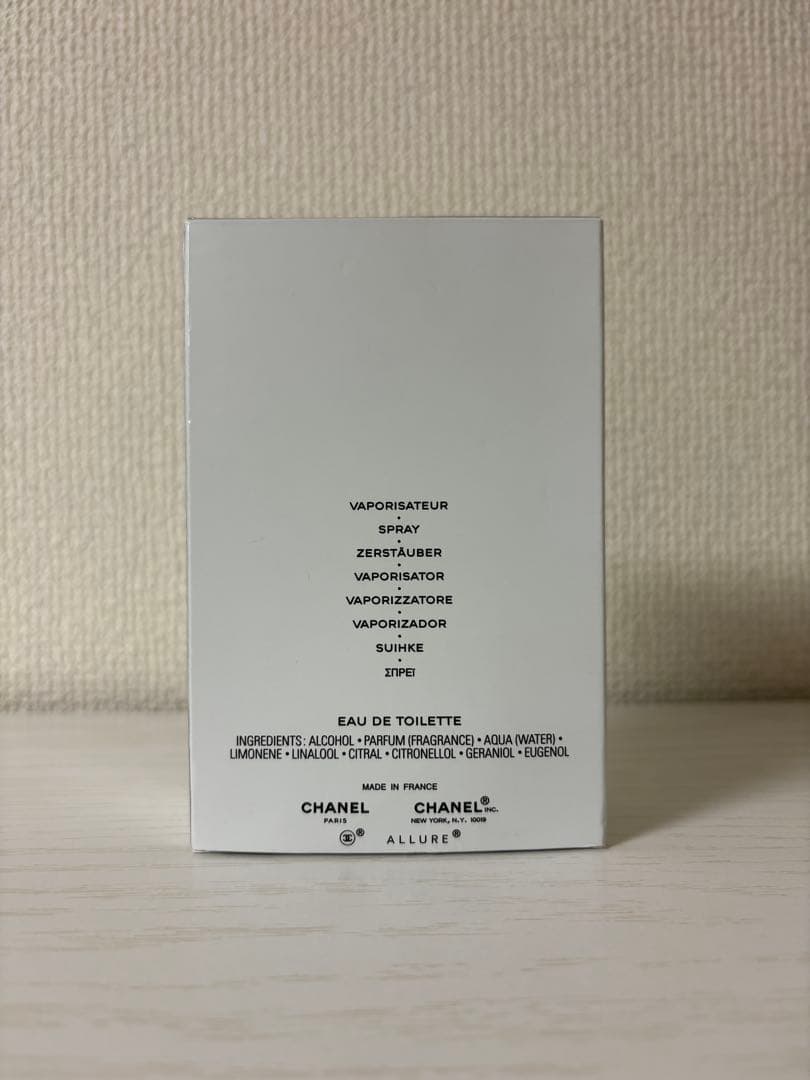 VAPORISATEUR
•
SPRAY
•
ZERSTÄUBER
•
VAPORISATOR
•
VAPORIZZATORE
•
VAPORIZADOR
•
SUIHKE
•
ΣΠΡΕΪ
EAU DE TOILETTE
INGREDIENTS: ALCOHOL • PARFUM (FRAGRANCE) • AQUA (WATER) •
LIMONENE • LINALOOL • CITRAL • CITRONELLOL • GERANIOL • EUGENOL
MADE IN FRANCE
CHANEL CHANEL® INC.
PARIS NEW YORK, N.Y. 10019
® ALLURE®